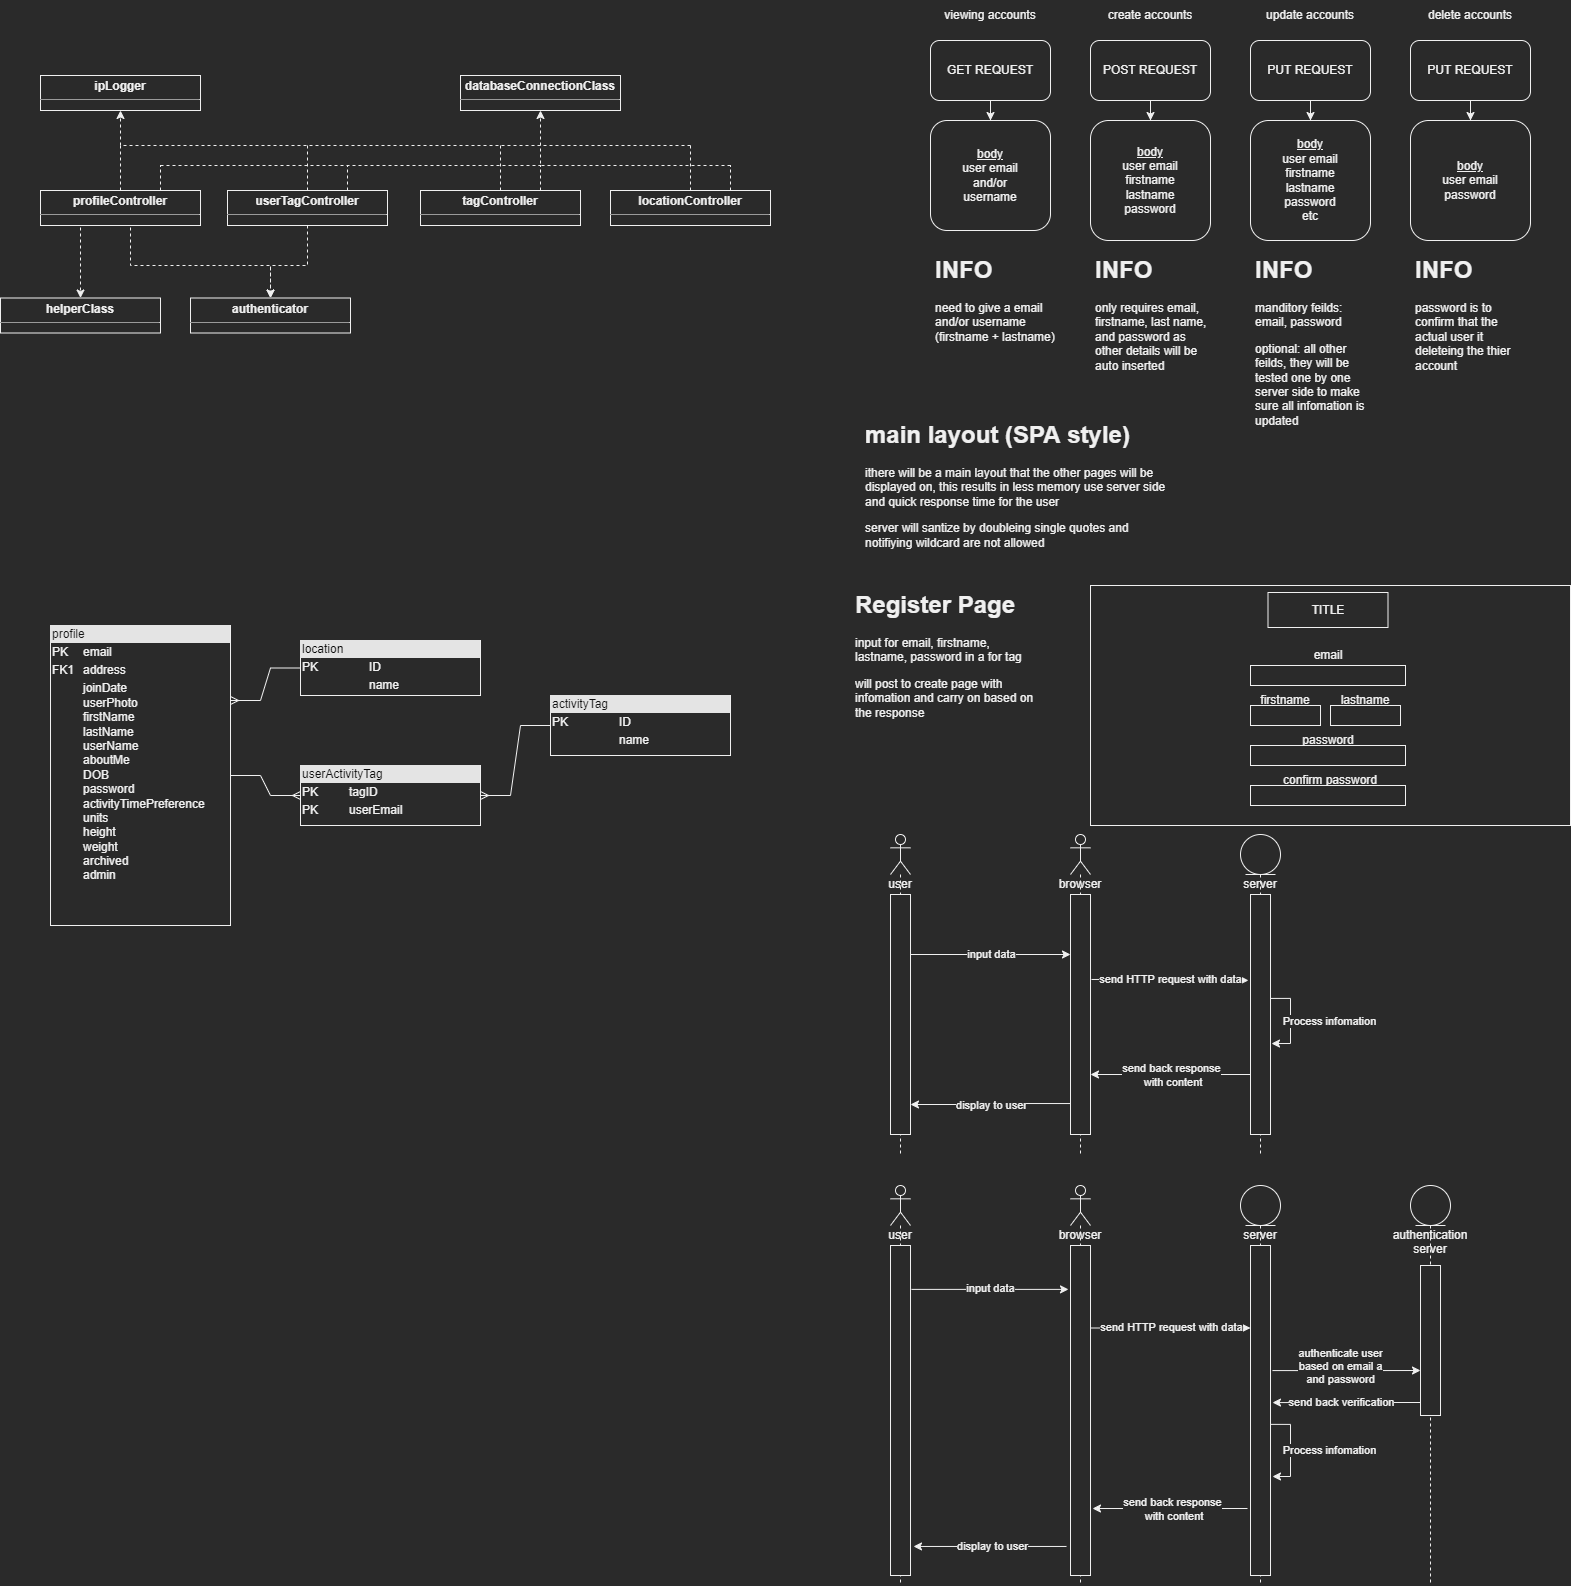 ipLogger
databaseConnectionClass
profileController
userTagController
tagController
locationController
helperClass
authenticator
viewing accounts
create accounts
update accounts
delete accounts
GET REQUEST
POST REQUEST
PUT REQUEST
PUT REQUEST
body
user email
and/or
username
body
user email
firstname
lastname
password
body
user email
firstname
lastname
password
etc
body
user email
password
INFO
need to give a email
and/or username
(firstname + lastname)
INFO
only requires email,
firstname, last name,
and password as
other details will be
auto inserted
INFO
manditory feilds:
email, password
optional: all other
feilds, they will be
tested one by one
server side to make
sure all infomation is
updated
INFO
password is to
confirm that the
actual user it
deleteing the thier
account
main layout (SPA style)
ithere will be a main layout that the other pages will be
displayed on, this results in less memory use server side
and quick response time for the user
server will santize by doubleing single quotes and
notifiying wildcard are not allowed
profile
PK email
FK1 address
joinDate
userPhoto
firstName
lastName
userName
aboutMe
DOB
password
activityTimePreference
units
height
weight
archived
admin
location
PK ID
name
activityTag
PK ID
name
userActivityTag
PK tagID
PK userEmail
Register Page
input for email, firstname,
lastname, password in a for tag
will post to create page with
infomation and carry on based on
the response
TITLE
email
firstname
lastname
password
confirm password
user
browser
server
input data
send HTTP request with data
Process infomation
send back response
with content
display to user
user
browser
server
authentication
server
input data
send HTTP request with data
authenticate user
based on email a
and password
send back verification
Process infomation
send back response
with content
display to user